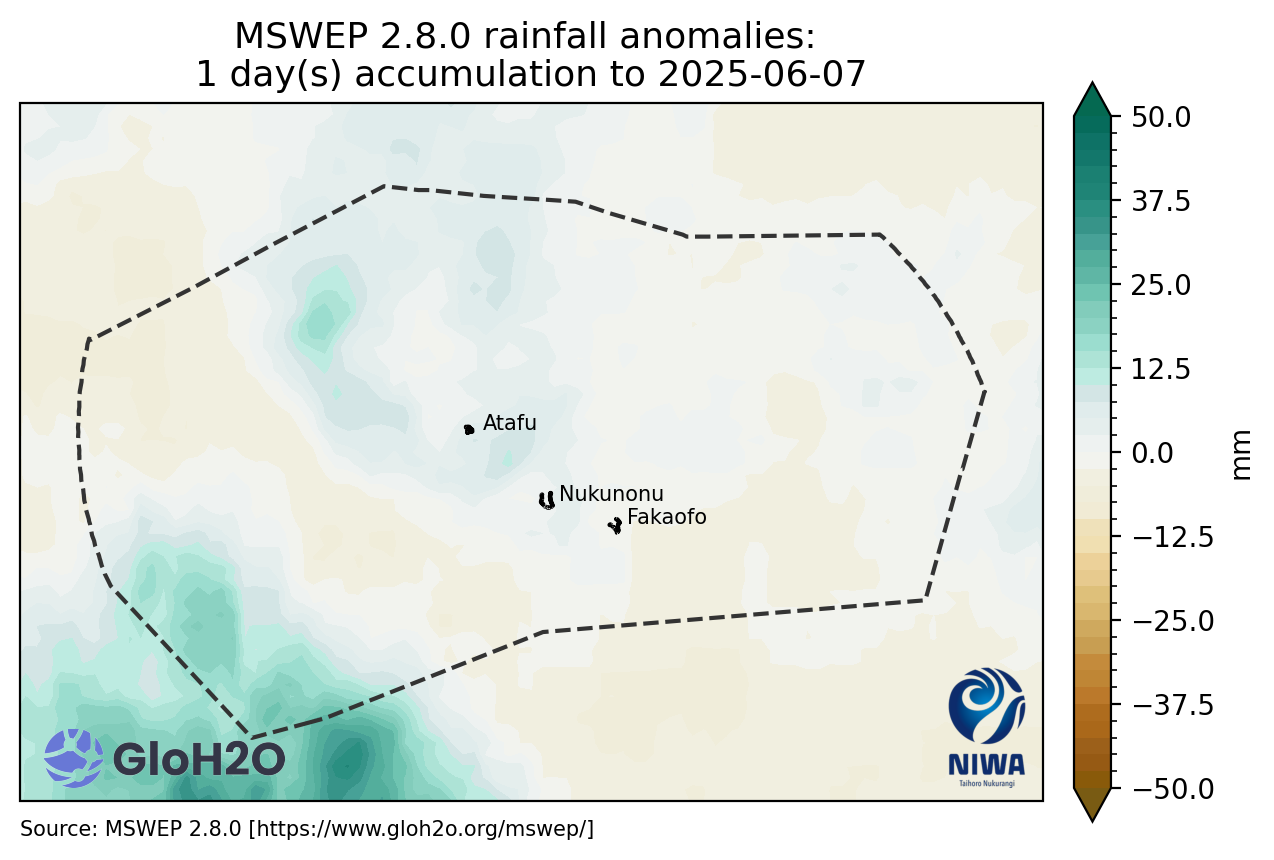 MSWEP 2.8.0 rainfall anomalies:
1 day(s) accumulation to 2025-06-07
50.0
37.5
25.0
12.5
0.0
−12.5
−25.0
−37.5
−50.0
mm
Atafu
Nukunonu
Fakaofo
GloH2O
NIWA
Taihoro Nukurangi
Source: MSWEP 2.8.0 [https://www.gloh2o.org/mswep/]